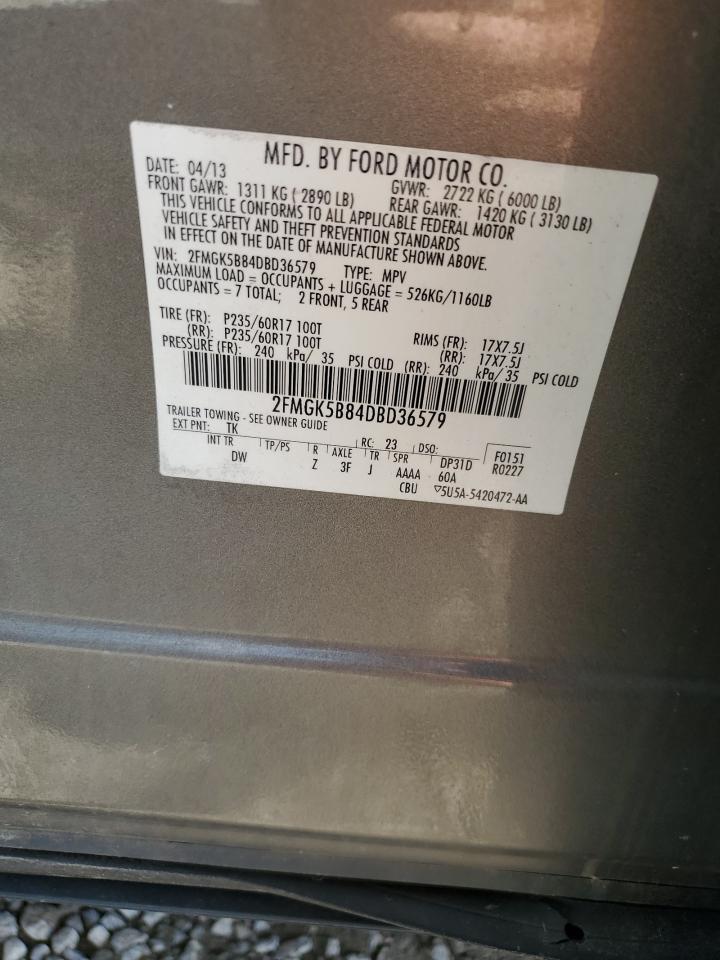 MFD. BY FORD MOTOR CO.
DATE: 04/13 GVWR: 2722 KG ( 6000 LB)
FRONT GAWR: 1311 KG ( 2890 LB) REAR GAWR: 1420 KG ( 3130 LB)
THIS VEHICLE CONFORMS TO ALL APPLICABLE FEDERAL MOTOR
VEHICLE SAFETY AND THEFT PREVENTION STANDARDS
IN EFFECT ON THE DATE OF MANUFACTURE SHOWN ABOVE.
VIN: 2FMGK5B84DBD36579 TYPE: MPV
MAXIMUM LOAD = OCCUPANTS + LUGGAGE = 526KG/1160LB
OCCUPANTS = 7 TOTAL; 2 FRONT, 5 REAR
TIRE (FR): P235/60R17 100T RIMS (FR): 17X7.5J
(RR): P235/60R17 100T (RR): 17X7.5J
PRESSURE (FR): 240 kPa/ 35 PSI COLD (RR): 240 kPa/ 35 PSI COLD
2FMGK5B84DBD36579
TRAILER TOWING - SEE OWNER GUIDE
EXT PNT: TK RC: 23 DSO: F0151
INT TR TP/PS R AXLE TR SPR DP31D R0227
DW Z 3F J AAAA 60A
CBU ▽5U5A-5420472-AA